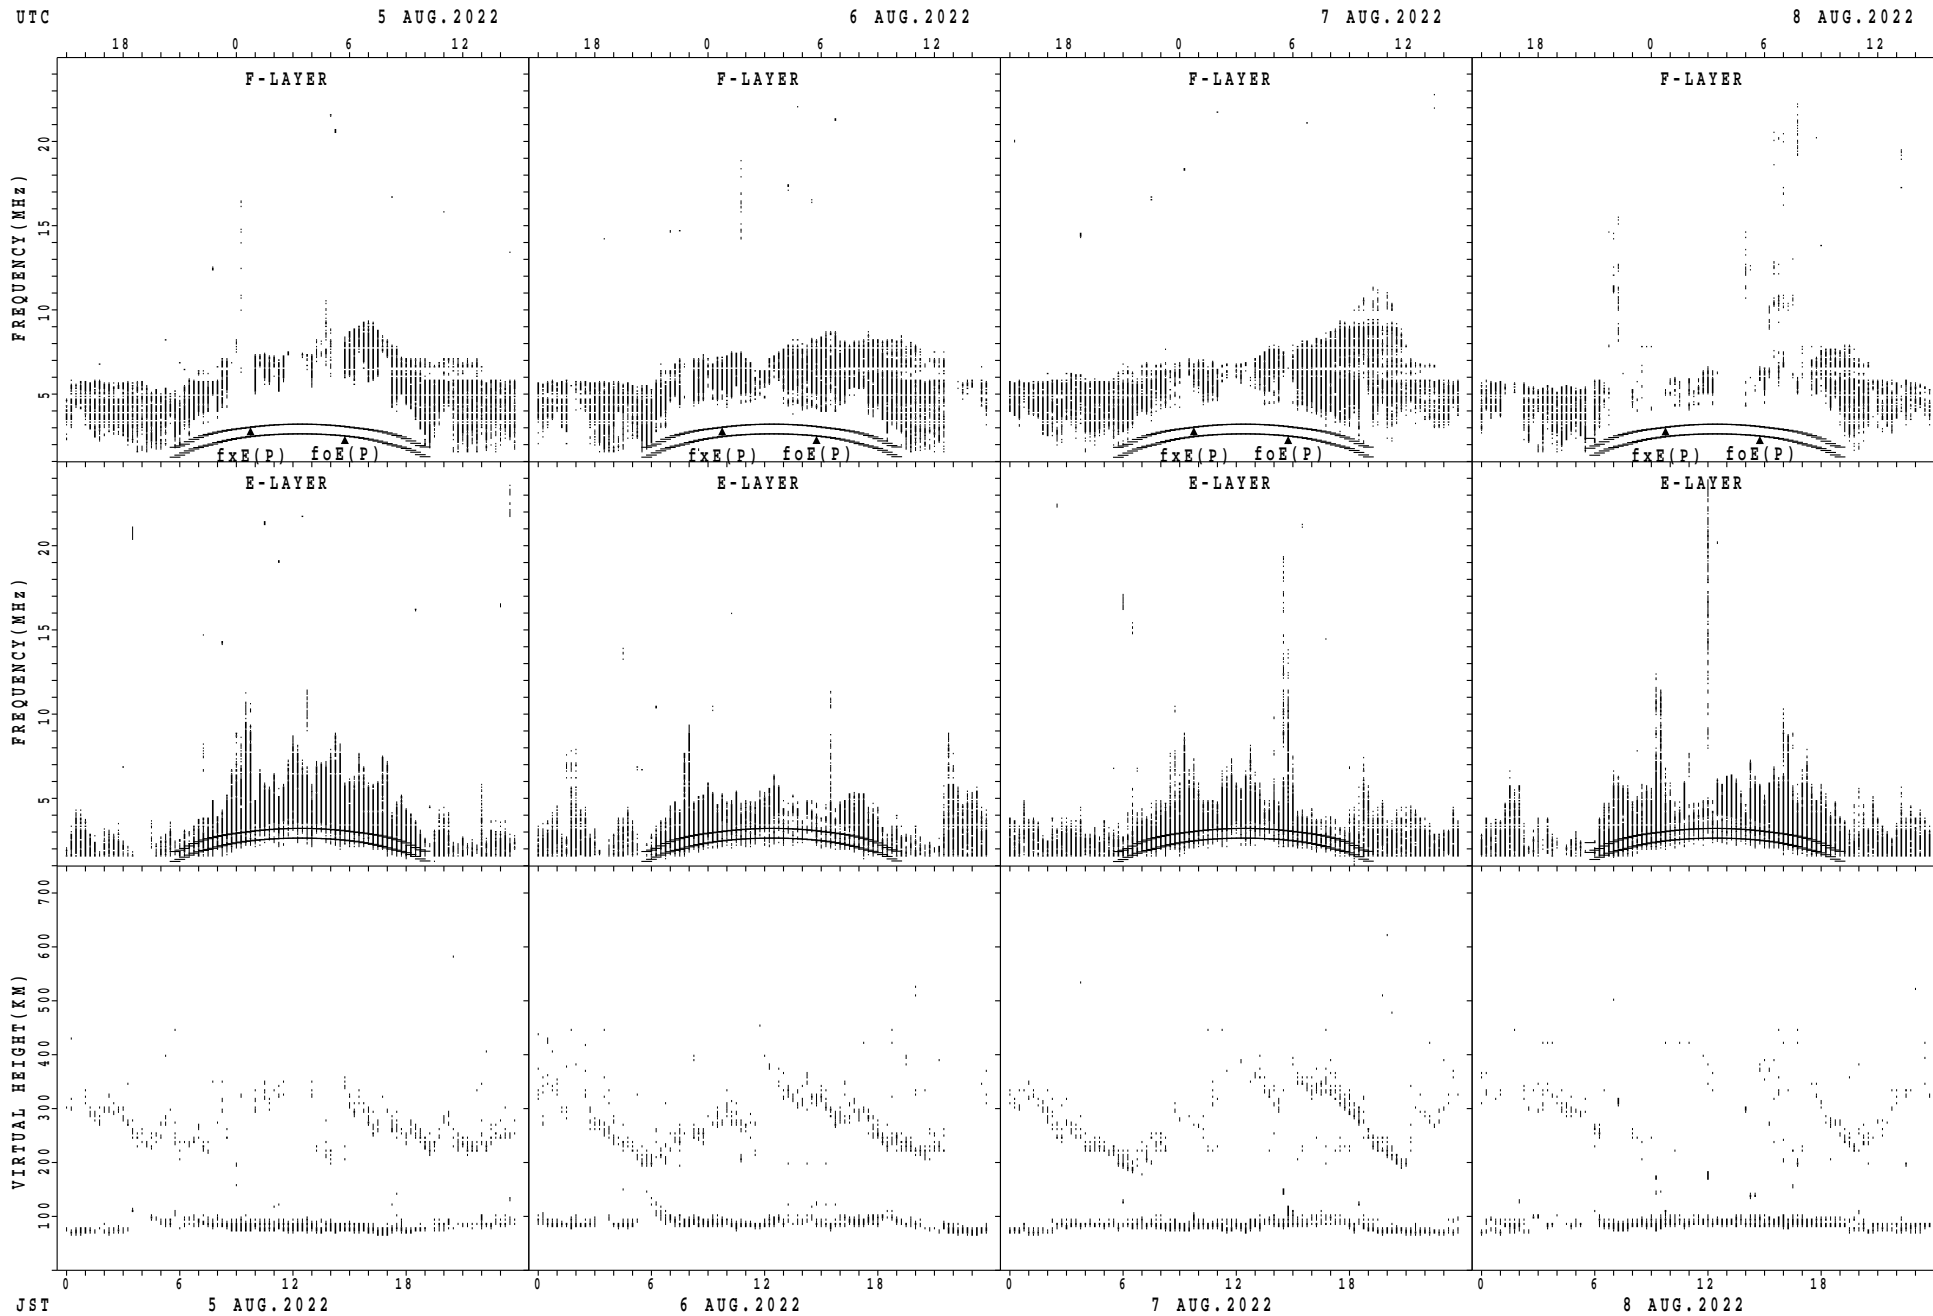 UTC 5 AUG.2022 6 AUG.2022 7 AUG.2022 8 AUG.2022
18 0 6 12 18 0 6 12 18 0 6 12 18 0 6 12
F-LAYER F-LAYER F-LAYER F-LAYER
FREQUENCY(MHz)
20
15
10
5
fxE(P) foE(P) fxE(P) foE(P) fxE(P) foE(P) fxE(P) foE(P)
E-LAYER E-LAYER E-LAYER E-LAYER
FREQUENCY(MHz)
20
15
10
5
VIRTUAL HEIGHT(KM)
700
600
500
400
300
200
100
0 6 12 18 0 6 12 18 0 6 12 18 0 6 12 18
JST 5 AUG.2022 6 AUG.2022 7 AUG.2022 8 AUG.2022